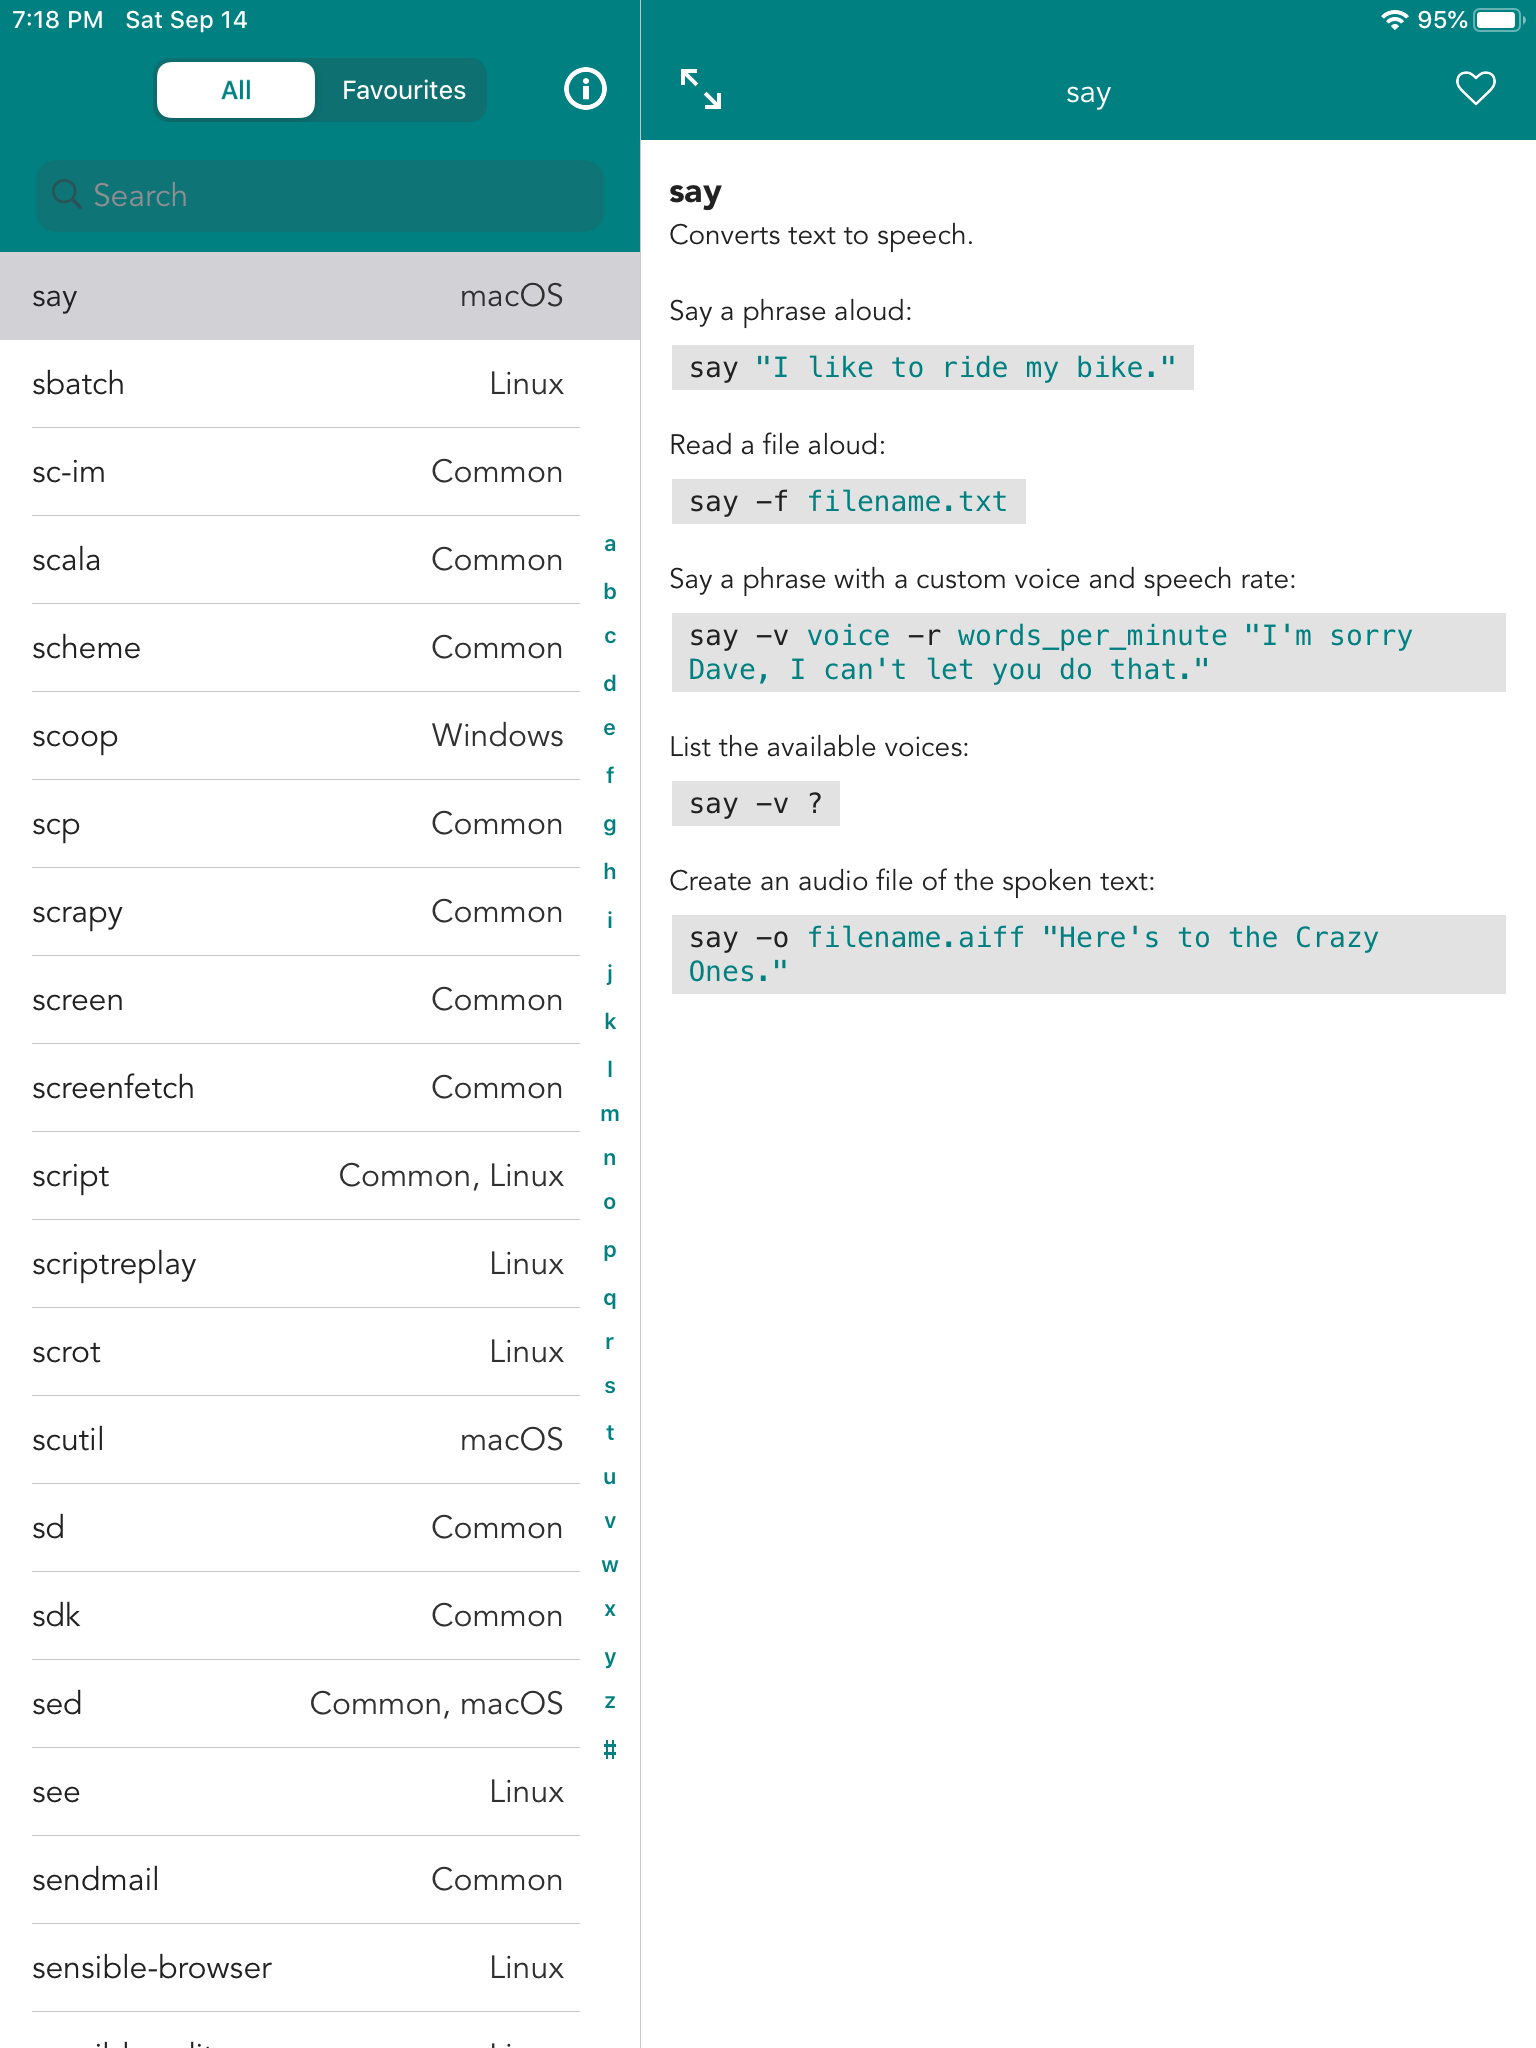 7:18 PM Sat Sep 14
95%
All Favourites
Search
say macOS
sbatch Linux
sc-im Common
scala Common
scheme Common
scoop Windows
scp Common
scrapy Common
screen Common
screenfetch Common
script Common, Linux
scriptreplay Linux
scrot Linux
scutil macOS
sd Common
sdk Common
sed Common, macOS
see Linux
sendmail Common
sensible-browser Linux
a
b
c
d
e
f
g
h
i
j
k
l
m
n
o
p
q
r
s
t
u
v
w
x
y
z
#
say
say
Converts text to speech.
Say a phrase aloud:
say "I like to ride my bike."
Read a file aloud:
say -f filename.txt
Say a phrase with a custom voice and speech rate:
say -v voice -r words_per_minute "I'm sorry
Dave, I can't let you do that."
List the available voices:
say -v ?
Create an audio file of the spoken text:
say -o filename.aiff "Here's to the Crazy
Ones."